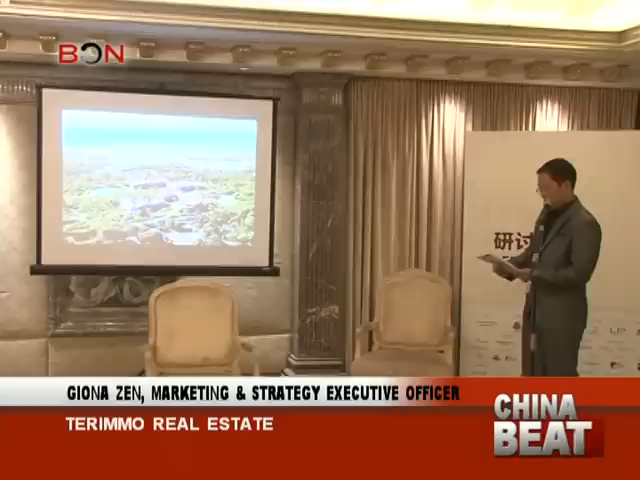 BON
研讨
GIONA ZEN, MARKETING & STRATEGY EXECUTIVE OFFICER
TERIMMO REAL ESTATE
CHINA
BEAT